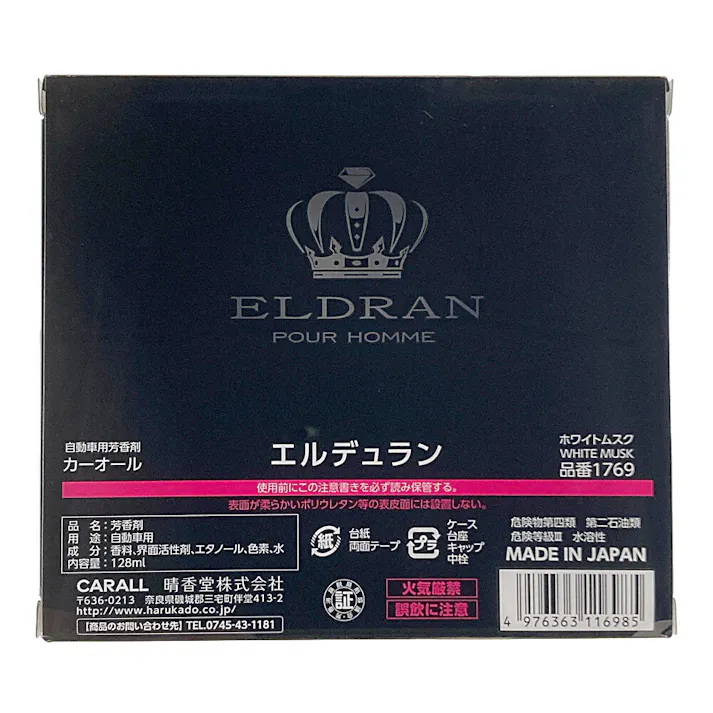 ELDRAN
POUR HOMME
自動車用芳香剤
カーオール
エルデュラン
ホワイトムスク
WHITE MUSK
品番1769
使用前にこの注意書きを必ず読み保管する。
表面が柔らかいポリウレタン等の表皮面には設置しない。
品 名:芳香剤
用 途:自動車用
成 分:香料、界面活性剤、エタノール、色素、水
内容量:128ml
紙
台紙
両面テープ
プラ
ケース
台座
キャップ
中栓
危険物第四類 第二石油類
危険等級Ⅲ 水溶性
MADE IN JAPAN
CARALL 晴香堂株式会社
〒636-0213 奈良県磯城郡三宅町伴堂413-2
http://www.harukado.co.jp/
【商品のお問い合わせ先】 TEL.0745-43-1181
証
火気厳禁
誤飲に注意
4 976363 116985